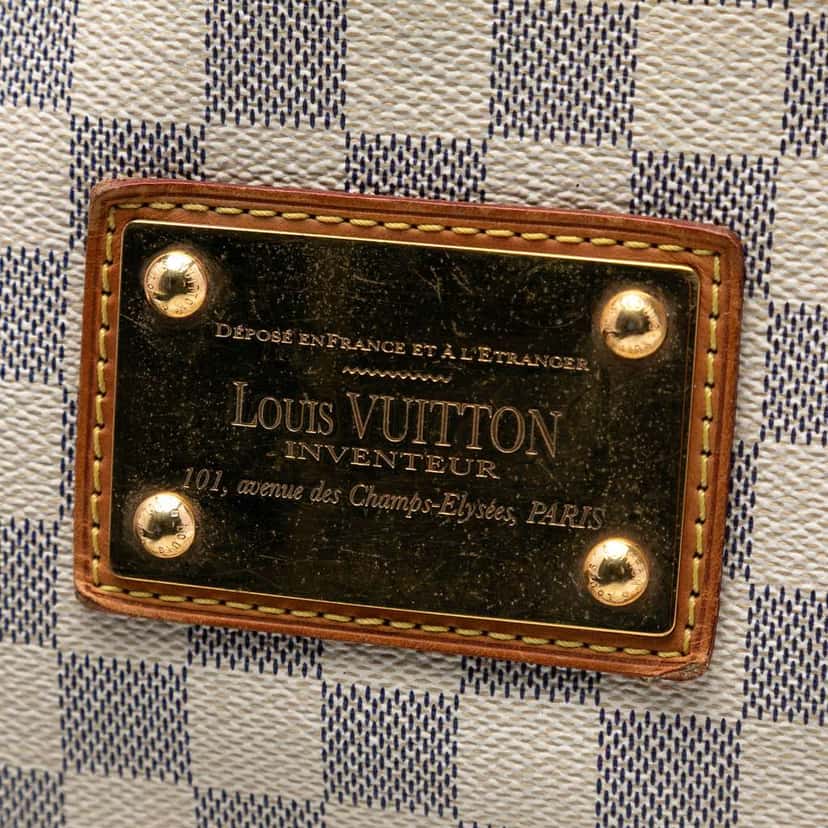 DÉPOSÉ EN FRANCE ET À L'ETRANGER
LOUIS VUITTON
INVENTEUR
101, avenue des Champs-Elysées, PARIS